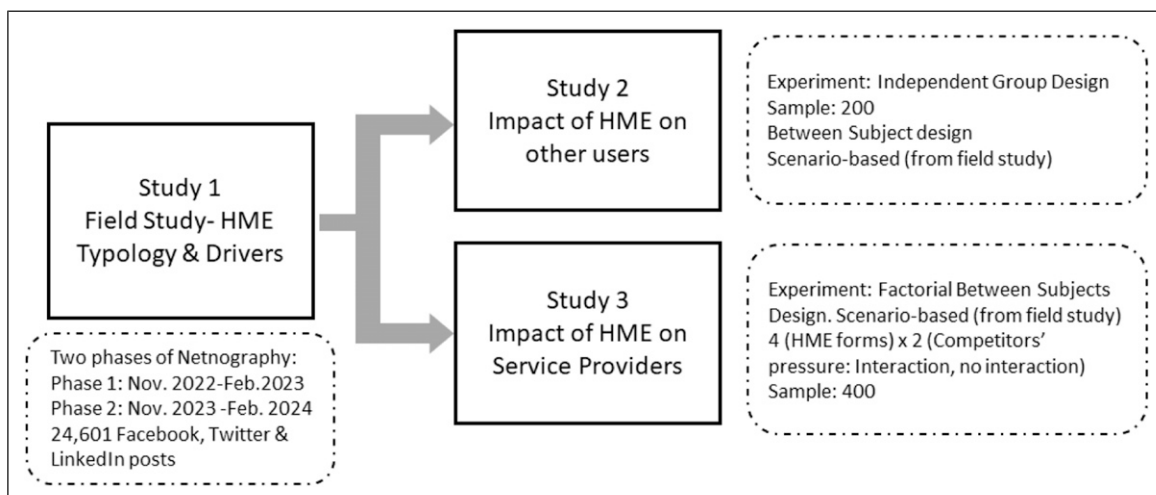 Study 1
Field Study- HME
Typology & Drivers
Two phases of Netnography:
Phase 1: Nov. 2022-Feb.2023
Phase 2: Nov. 2023 -Feb. 2024
24,601 Facebook, Twitter &
LinkedIn posts
Study 2
Impact of HME on
other users
Experiment: Independent Group Design
Sample: 200
Between Subject design
Scenario-based (from field study)
Study 3
Impact of HME on
Service Providers
Experiment: Factorial Between Subjects
Design. Scenario-based (from field study)
4 (HME forms) x 2 (Competitors’
pressure: Interaction, no interaction)
Sample: 400